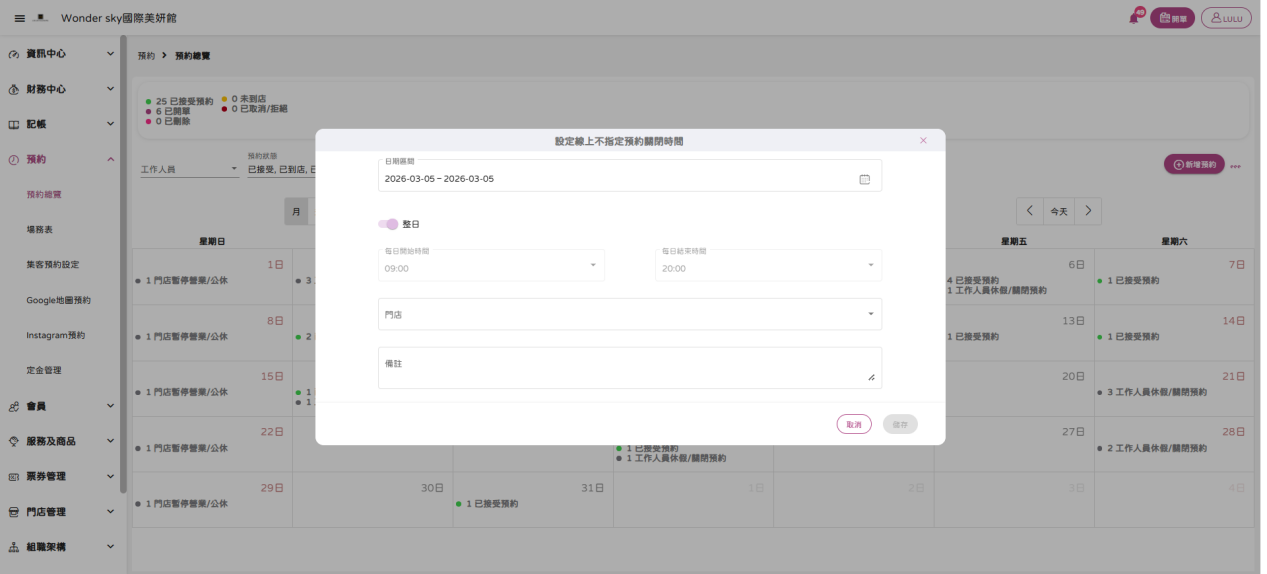 Wonder sky國際美妍館
49
開單
LULU
資訊中心
財務中心
記帳
預約
預約總覽
場務表
集客預約設定
Google地圖預約
Instagram預約
定金管理
會員
服務及商品
票券管理
門店管理
組職架構
預約 > 預約總覽
25 已接受預約
0 未到店
6 已開單
0 已取消/拒絕
0 已刪除
工作人員
預約狀態
已接受, 已到店, 已
新增預約
月
今天
星期日
星期五
星期六
1日
6日
7日
1 門店暫停營業/公休
3
4 已接受預約
1 工作人員休假/關閉預約
1 已接受預約
8日
13日
14日
1 門店暫停營業/公休
2
1 已接受預約
1 已接受預約
15日
20日
21日
1 門店暫停營業/公休
1
1
3 工作人員休假/關閉預約
22日
27日
28日
1 門店暫停營業/公休
1 已接受預約
1 工作人員休假/關閉預約
2 工作人員休假/關閉預約
29日
30日
31日
1日
2日
3日
4日
1 門店暫停營業/公休
1 已接受預約
設定線上不指定預約關閉時間
日期區間
2026-03-05 ~ 2026-03-05
整日
每日開始時間
09:00
每日結束時間
20:00
門店
備註
取消
儲存